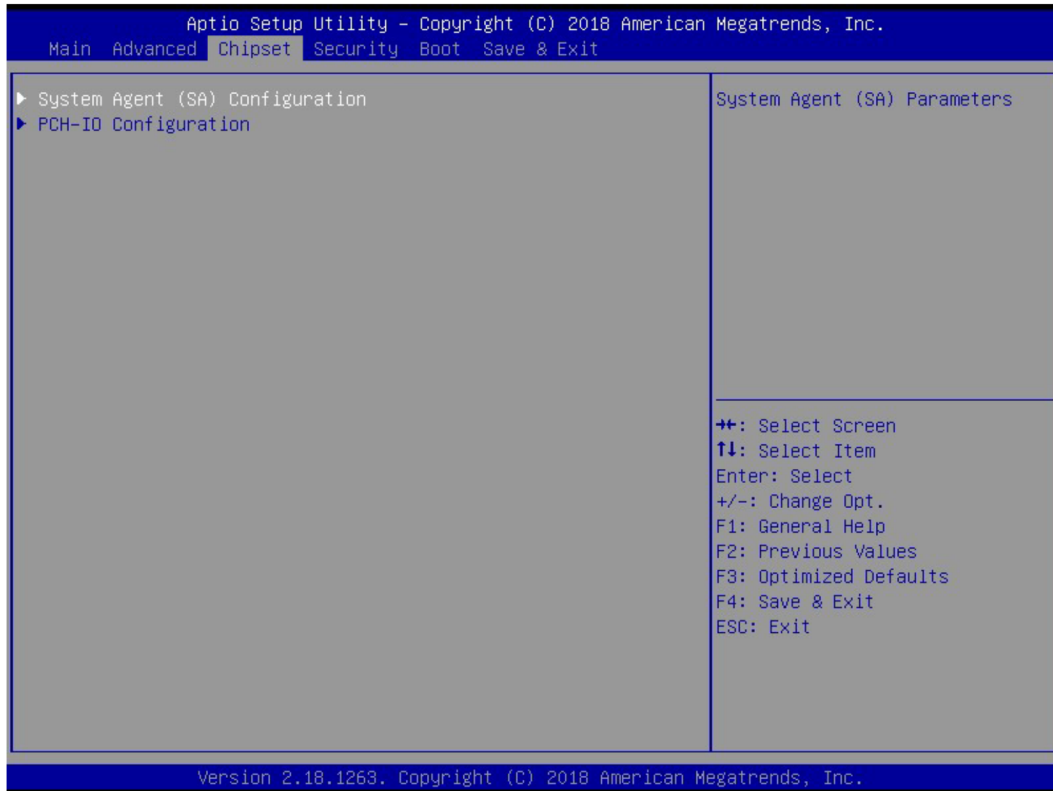 Aptio Setup Utility – Copyright (C) 2018 American Megatrends, Inc.
Main Advanced Chipset Security Boot Save & Exit
System Agent (SA) Configuration
PCH-IO Configuration
System Agent (SA) Parameters
→←: Select Screen
↑↓: Select Item
Enter: Select
+/-: Change Opt.
F1: General Help
F2: Previous Values
F3: Optimized Defaults
F4: Save & Exit
ESC: Exit
Version 2.18.1263. Copyright (C) 2018 American Megatrends, Inc.